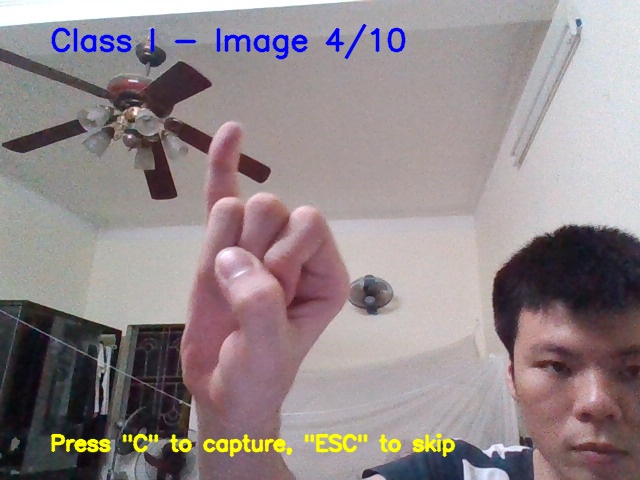 Class I - Image 4/10
Press "C" to capture, "ESC" to skip